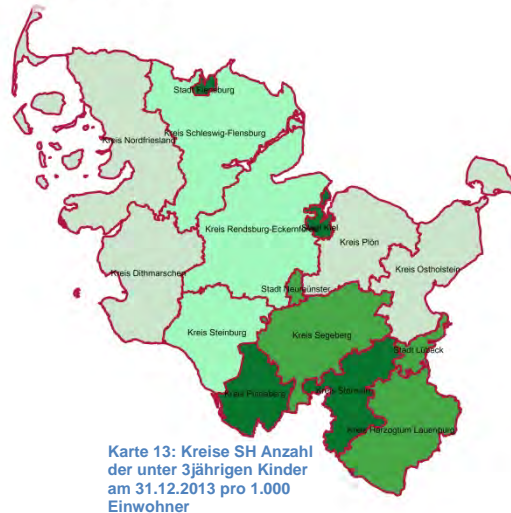 Stadt Flensburg
Kreis Schleswig-Flensburg
Kreis Nordfriesland
Kreis Rendsburg-Eckernförde
Stadt Kiel
Kreis Plön
Kreis Ostholstein
Kreis Dithmarschen
Stadt Neumünster
Kreis Steinburg
Kreis Segeberg
Stadt Lübeck
Kreis Pinneberg
Kreis Stormarn
Kreis Herzogtum Lauenburg
Karte 13: Kreise SH Anzahl
der unter 3jährigen Kinder
am 31.12.2013 pro 1.000
Einwohner